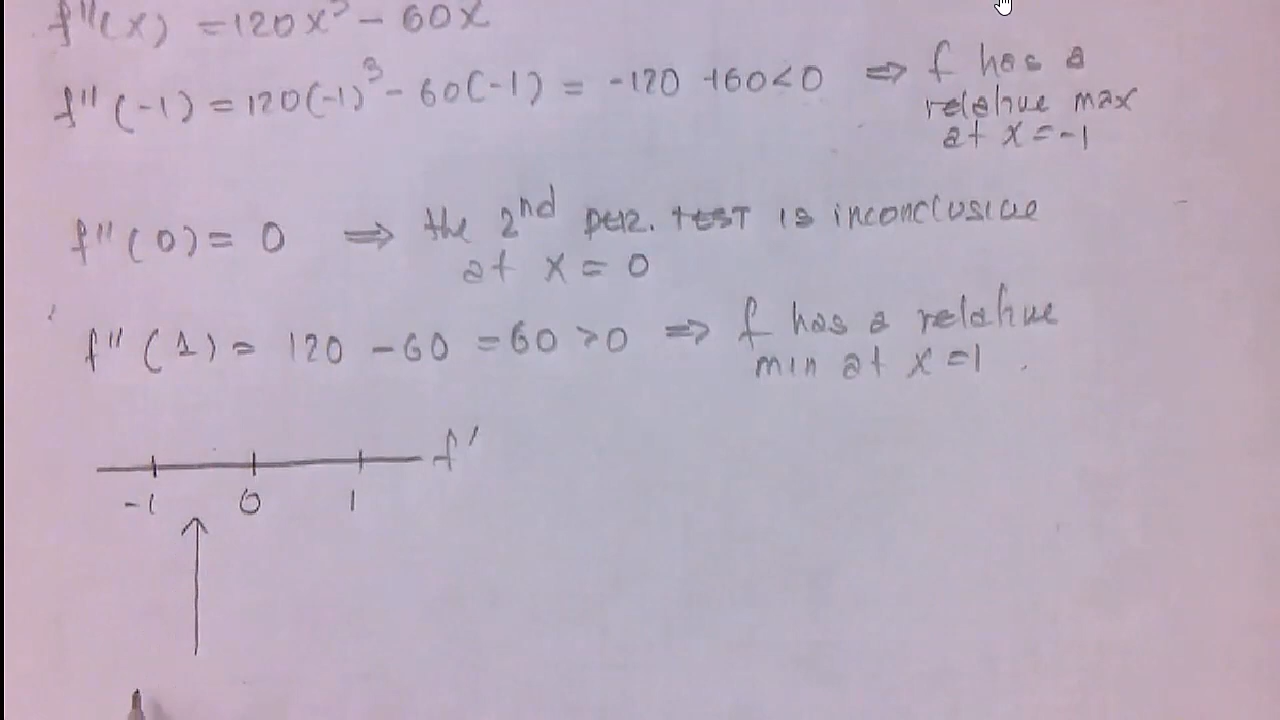 f''(x) = 120x³ - 60x
f''(-1) = 120(-1)³ - 60(-1) = -120 +60 < 0 ⇒ f has a
relative max
at x = -1
f''(0) = 0 ⇒ the 2nd Der. TEST is inconclusive
at x = 0
f''(1) = 120 - 60 = 60 > 0 ⇒ f has a relative
min at x = 1.
f'
-1 0 1